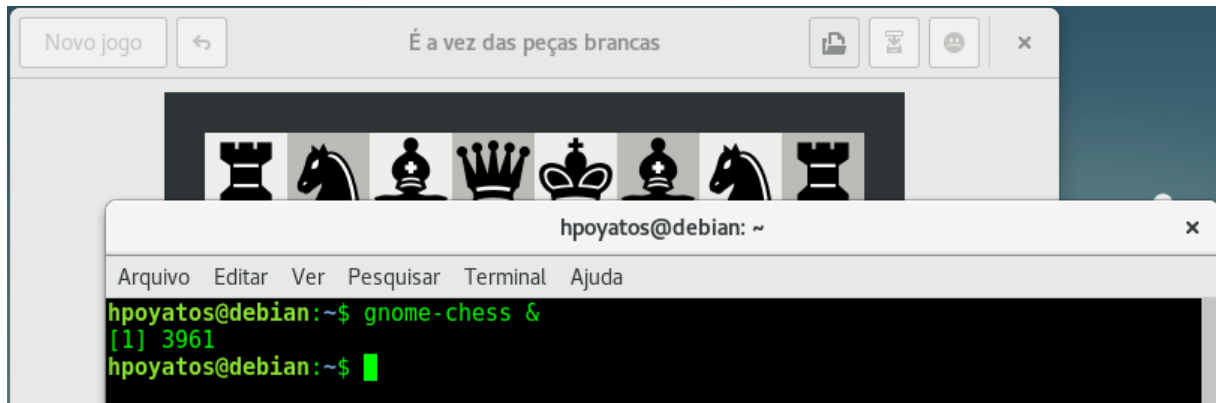 Novo jogo
É a vez das peças brancas
hpoyatos@debian: ~
Arquivo Editar Ver Pesquisar Terminal Ajuda
hpoyatos@debian:~$ gnome-chess &
[1] 3961
hpoyatos@debian:~$